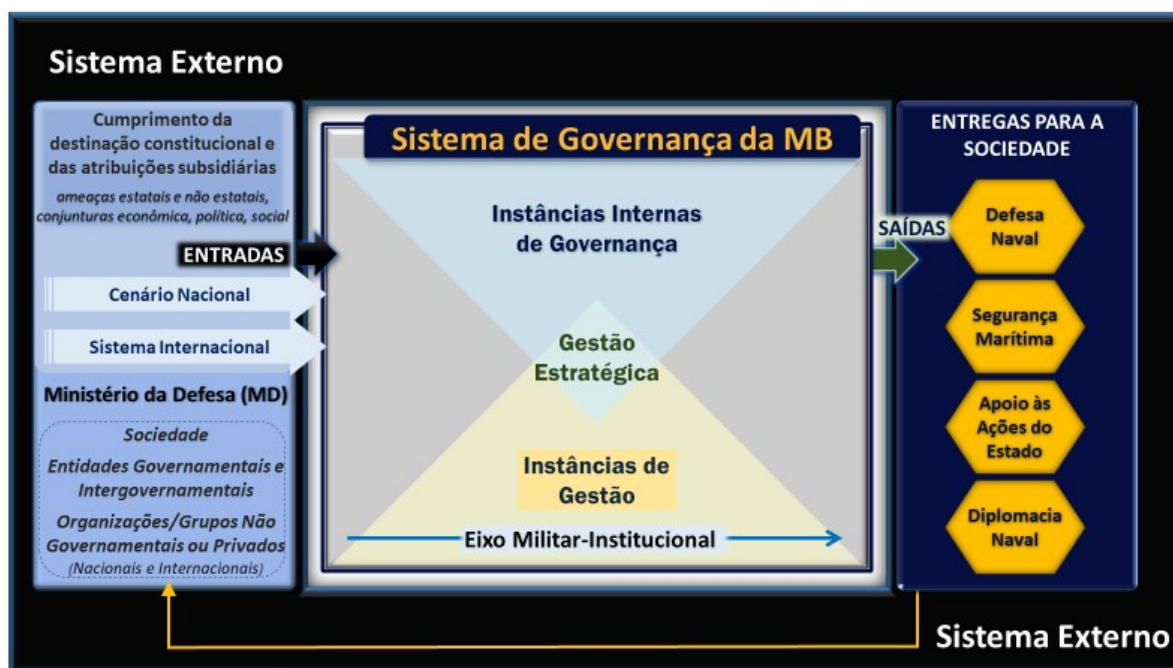 Sistema Externo
Cumprimento da
destinação constitucional e
das atribuições subsidiárias
ameaças estatais e não estatais,
conjunturas econômica, política, social
ENTRADAS
Cenário Nacional
Sistema Internacional
Ministério da Defesa (MD)
Sociedade
Entidades Governamentais e
Intergovernamentais
Organizações/Grupos Não
Governamentais ou Privados
(Nacionais e Internacionais)
Sistema de Governança da MB
Instâncias Internas
de Governança
Gestão
Estratégica
Instâncias de
Gestão
Eixo Militar-Institucional
SAÍDAS
ENTREGAS PARA A
SOCIEDADE
Defesa
Naval
Segurança
Marítima
Apoio às
Ações do
Estado
Diplomacia
Naval
Sistema Externo